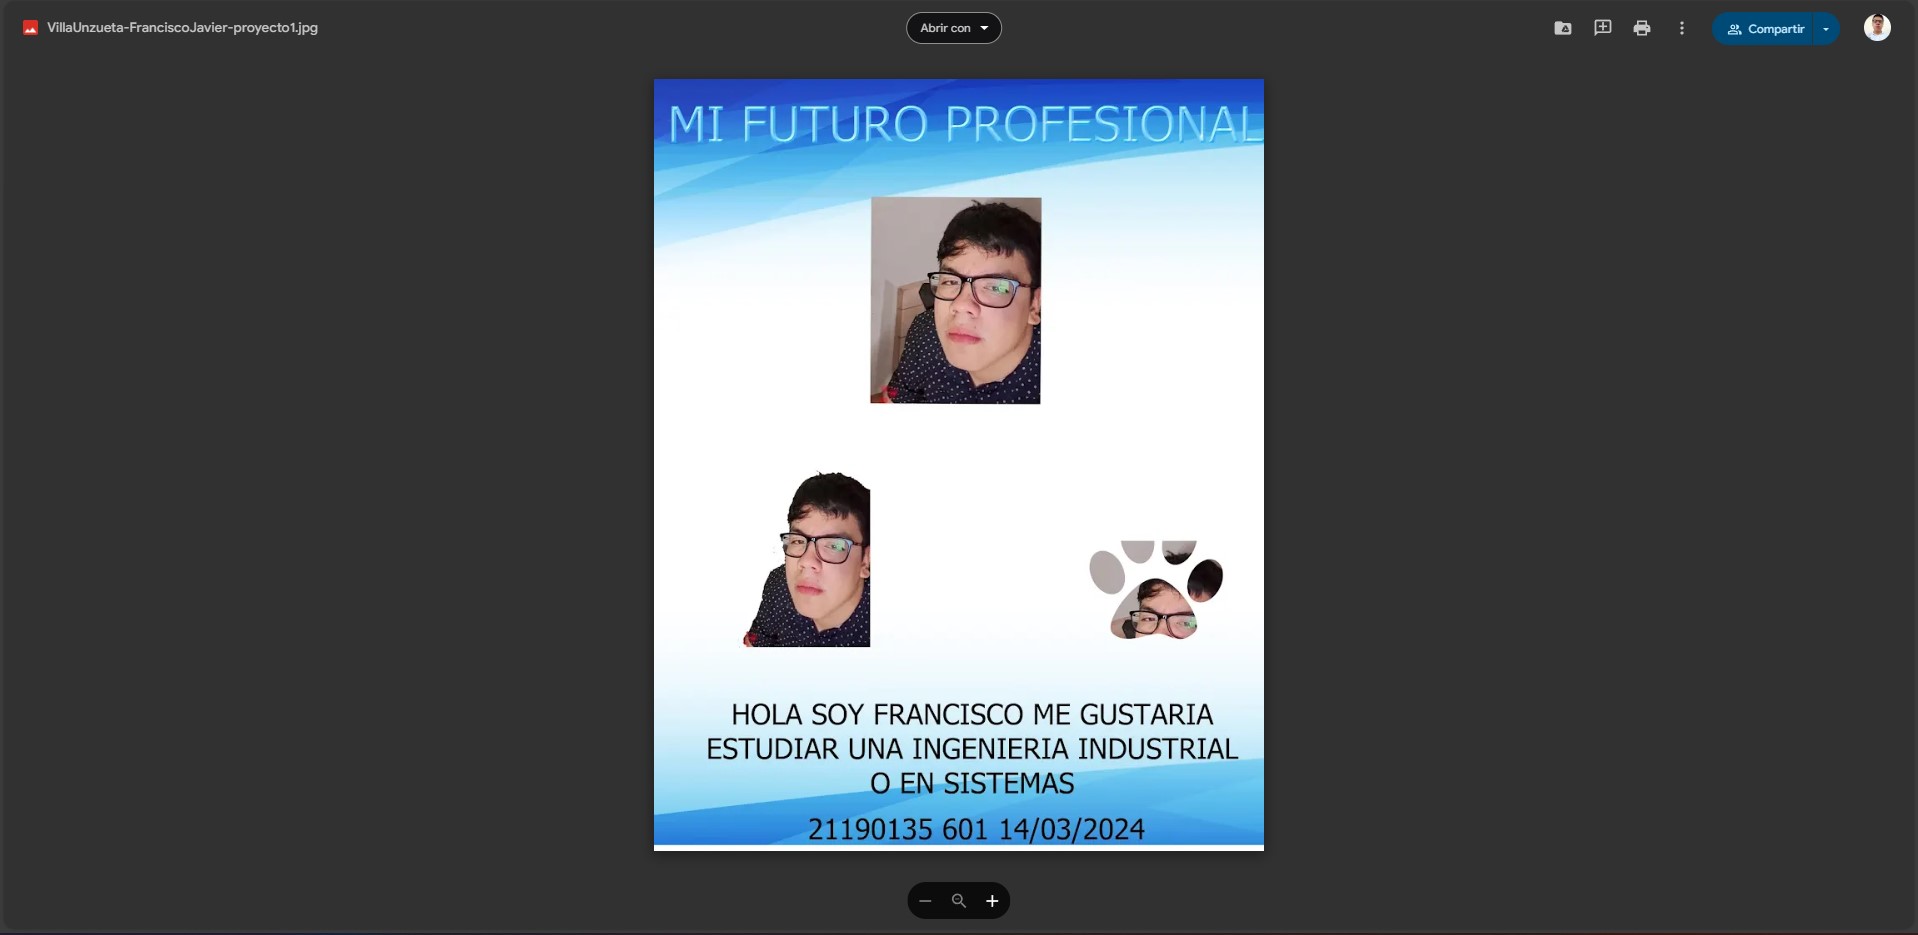 VillaUnzueta-FranciscoJavier-proyecto1.jpg
Abrir con
Compartir
MI FUTURO PROFESIONAL
HOLA SOY FRANCISCO ME GUSTARIA
ESTUDIAR UNA INGENIERIA INDUSTRIAL
O EN SISTEMAS
21190135 601 14/03/2024